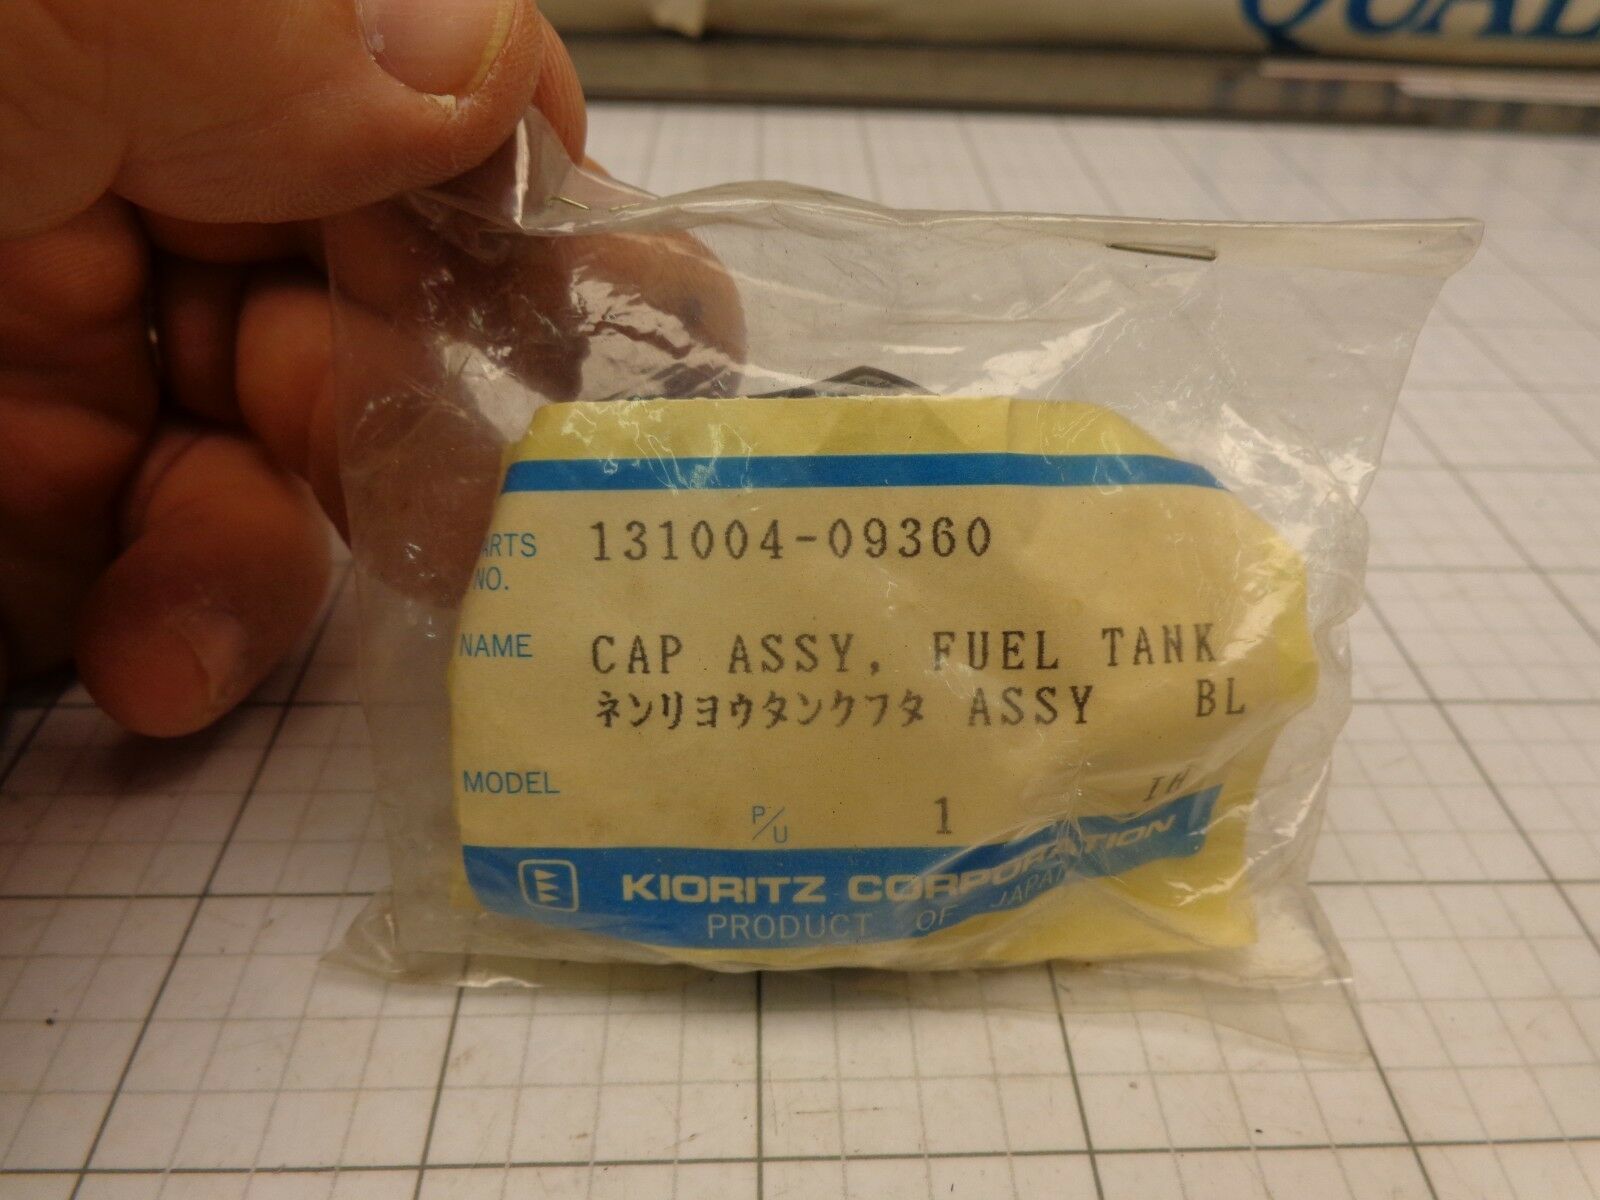 PARTS NO. 131004-09360
NAME CAP ASSY, FUEL TANK
ネンリヨウタンクフタ ASSY BL
MODEL
P/U 1 IH
KIORITZ CORPORATION
PRODUCT OF JAPAN